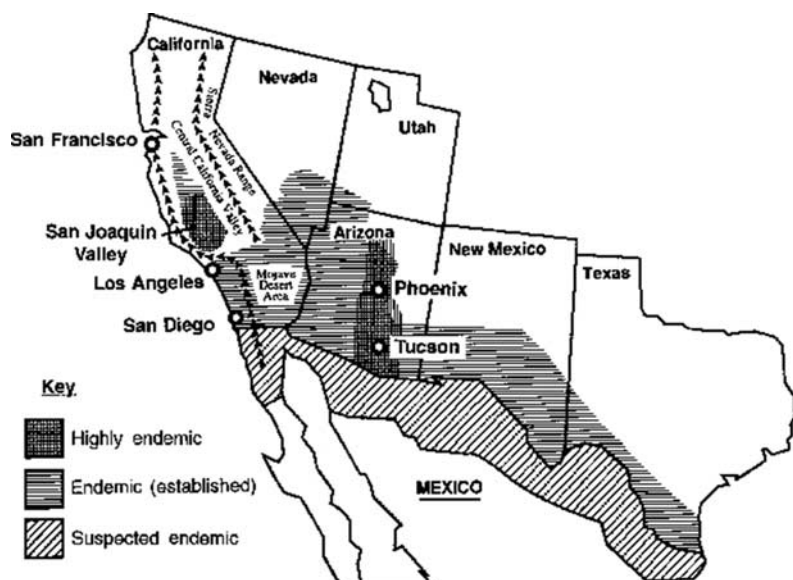 California
Nevada
Utah
Sierra
Nevada Range
Central California Valley
San Francisco
San Joaquin
Valley
Arizona
New Mexico
Texas
Los Angeles
Mojave
Desert
Area
Phoenix
San Diego
Tucson
Key
Highly endemic
Endemic (established)
Suspected endemic
MEXICO